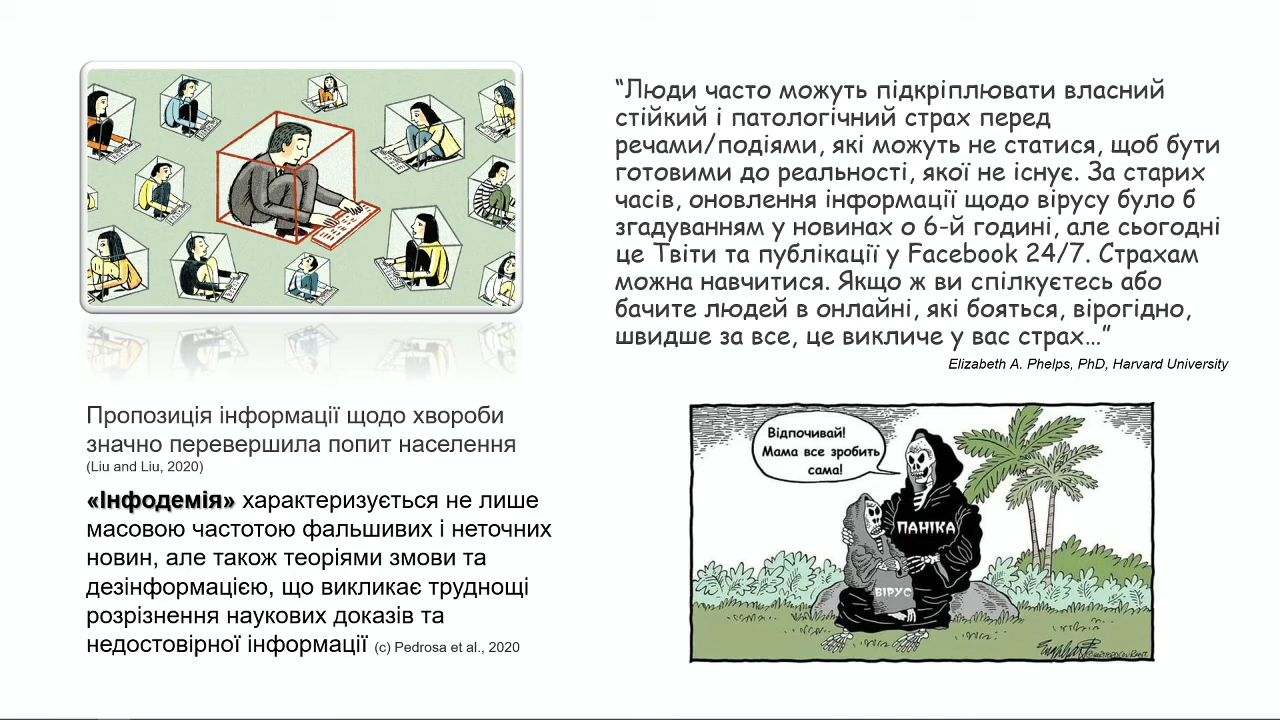 “Люди часто можуть підкріплювати власний
стійкий і патологічний страх перед
речами/подіями, які можуть не статися, щоб бути
готовими до реальності, якої не існує. За старих
часів, оновлення інформації щодо вірусу було б
згадуванням у новинах о 6-й годині, але сьогодні
це Твіти та публікації у Facebook 24/7. Страхам
можна навчитися. Якщо ж ви спілкуєтесь або
бачите людей в онлайні, які бояться, вірогідно,
швидше за все, це викличе у вас страх…”
Elizabeth A. Phelps, PhD, Harvard University
Пропозиція інформації щодо хвороби
значно перевершила попит населення
(Liu and Liu, 2020)
«Інфодемія» характеризується не лише
масовою частотою фальшивих і неточних
новин, але також теоріями змови та
дезінформацією, що викликає труднощі
розрізнення наукових доказів та
недостовірної інформації (c) Pedrosa et al., 2020
Відпочивай!
Мама все зробить
сама!
ПАНІКА
ВІРУС